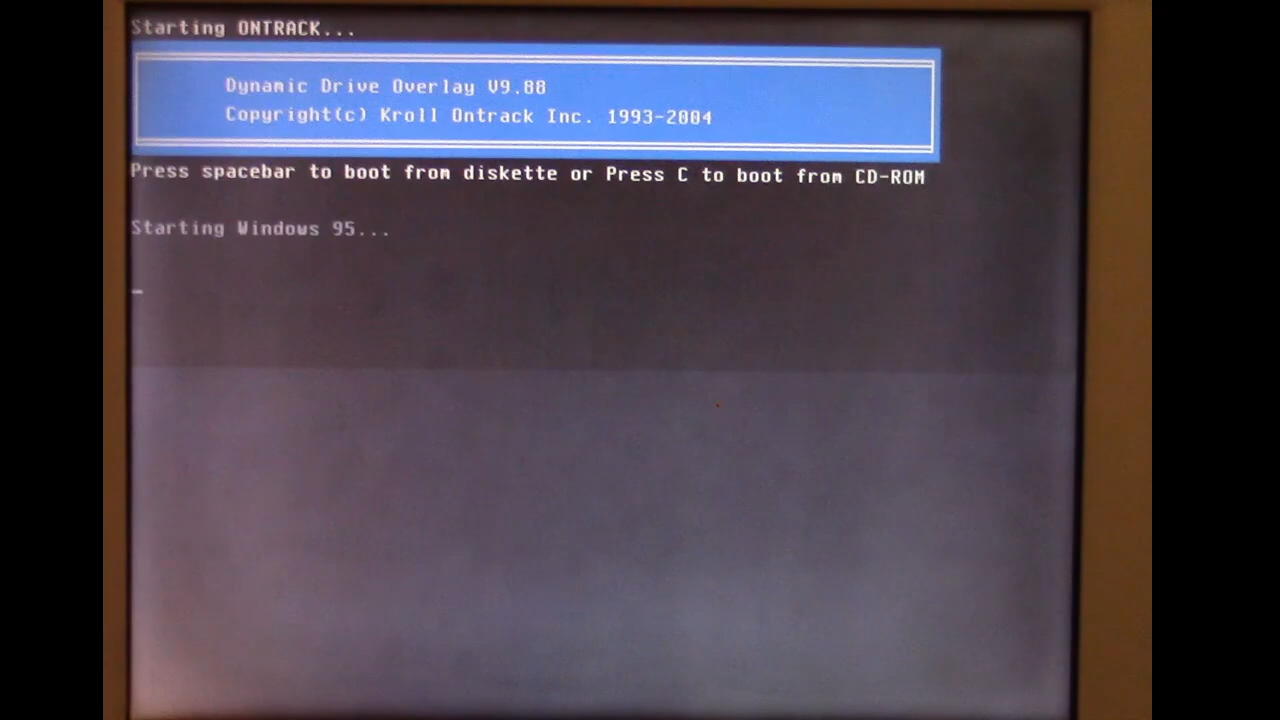 Starting ONTRACK...
Dynamic Drive Overlay V9.88
Copyright(c) Kroll Ontrack Inc. 1993-2004
Press spacebar to boot from diskette or Press C to boot from CD-ROM
Starting Windows 95...